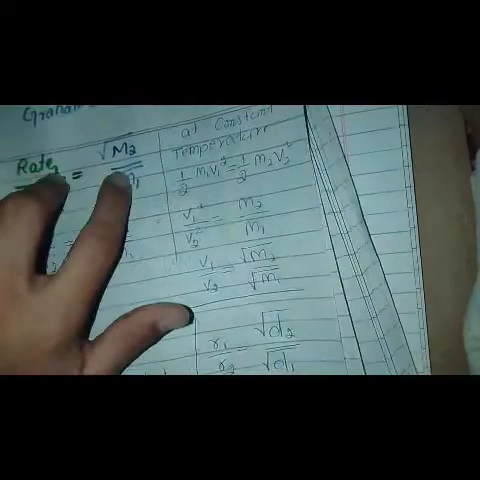 Graham
Rate₁ = √M₂
at Constant
Temperature
1/2 m₁v₁² = 1/2 m₂v₂²
v₁²/v₂² = m₂/m₁
v₁/v₂ = √m₂/√m₁
r₁/r₂ = √d₂/√d₁